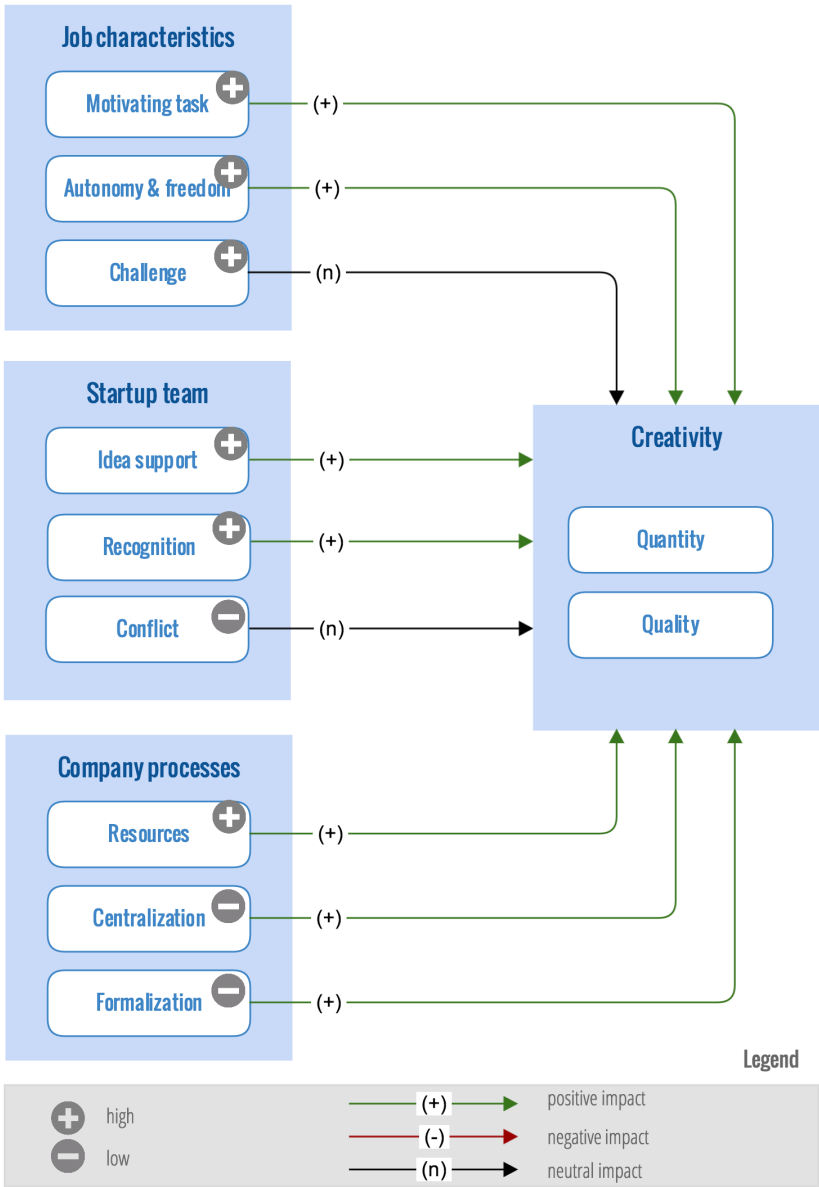 Job characteristics
Motivating task
(+)
Autonomy & freedom
(+)
Challenge
(n)
Startup team
Idea support
(+)
Recognition
(+)
Conflict
(n)
Creativity
Quantity
Quality
Company processes
Resources
(+)
Centralization
(+)
Formalization
(+)
Legend
high
low
(+) positive impact
(-) negative impact
(n) neutral impact